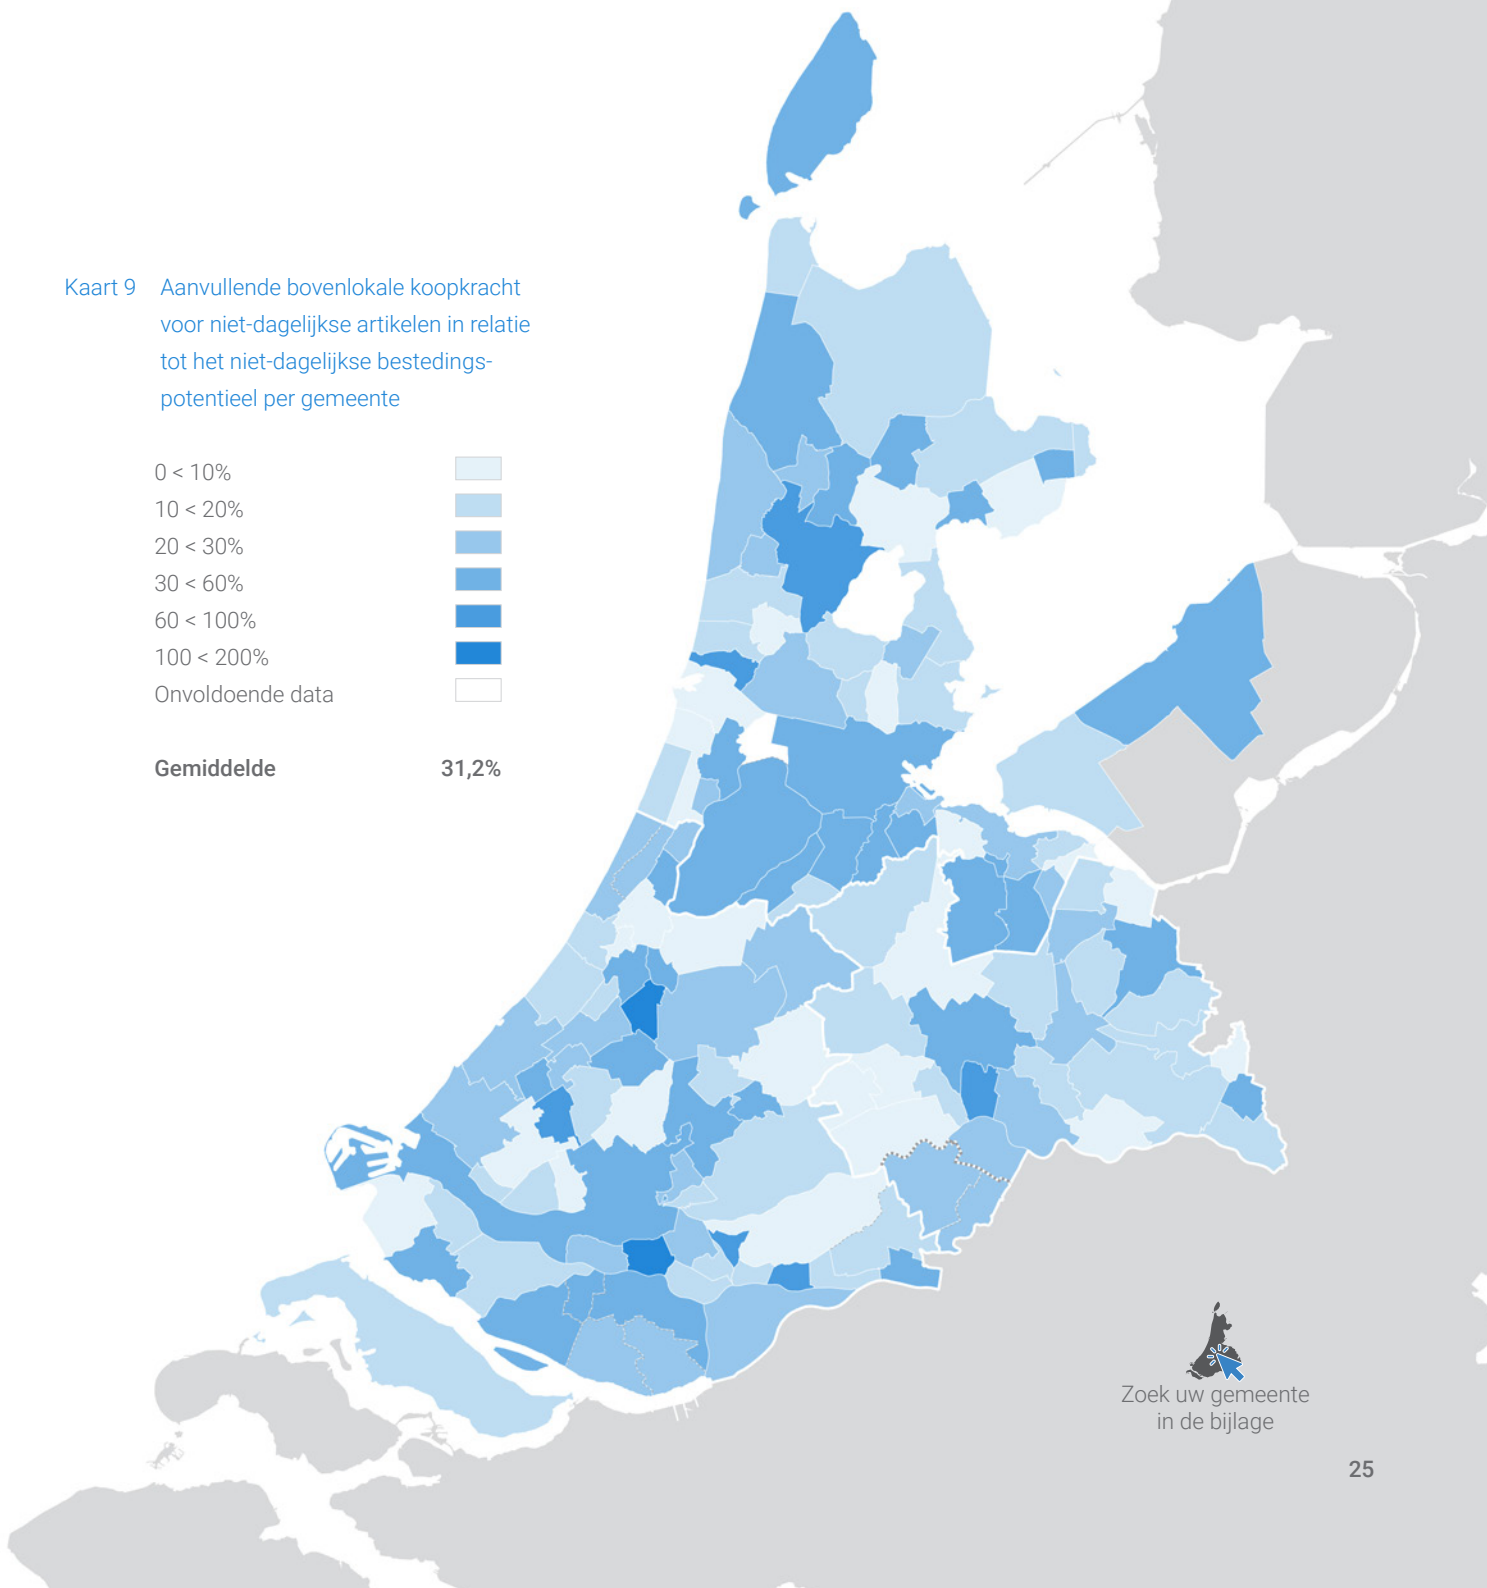 Kaart 9 Aanvullende bovenlokale koopkracht
voor niet-dagelijkse artikelen in relatie
tot het niet-dagelijkse bestedings-
potentieel per gemeente
0 < 10%
10 < 20%
20 < 30%
30 < 60%
60 < 100%
100 < 200%
Onvoldoende data
Gemiddelde 31,2%
Zoek uw gemeente
in de bijlage
25